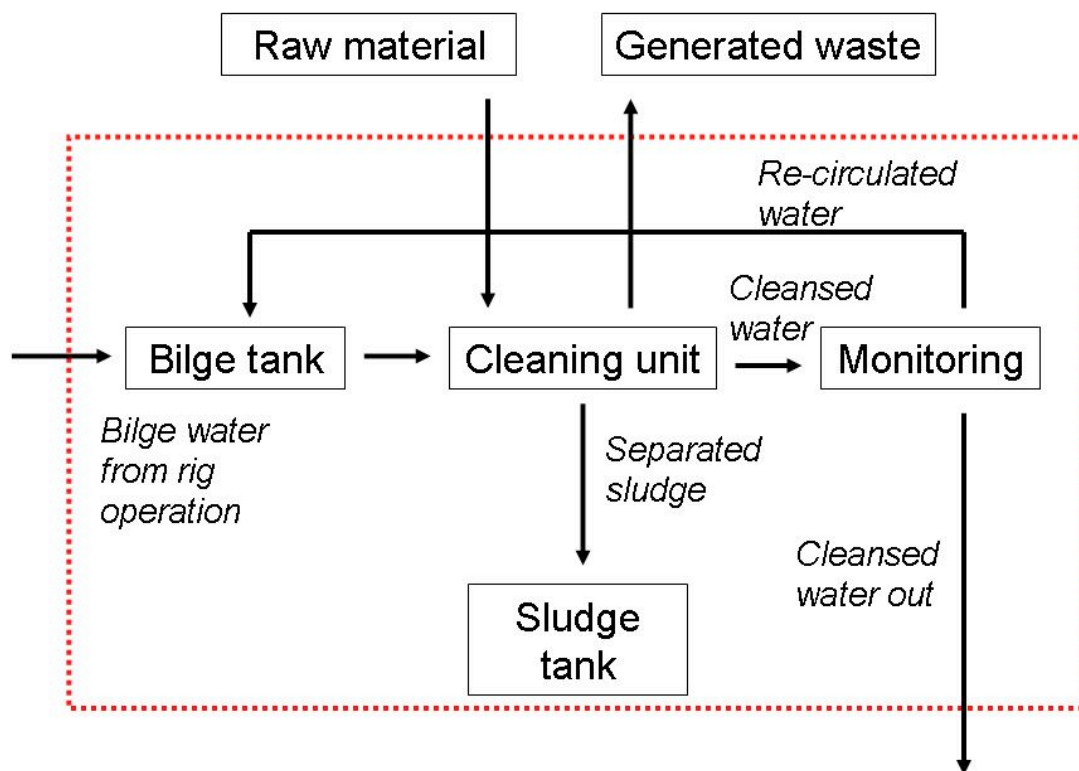 Raw material
Generated waste
Re-circulated
water
Cleansed
water
Bilge tank
Cleaning unit
Monitoring
Bilge water
from rig
operation
Separated
sludge
Cleansed
water out
Sludge
tank